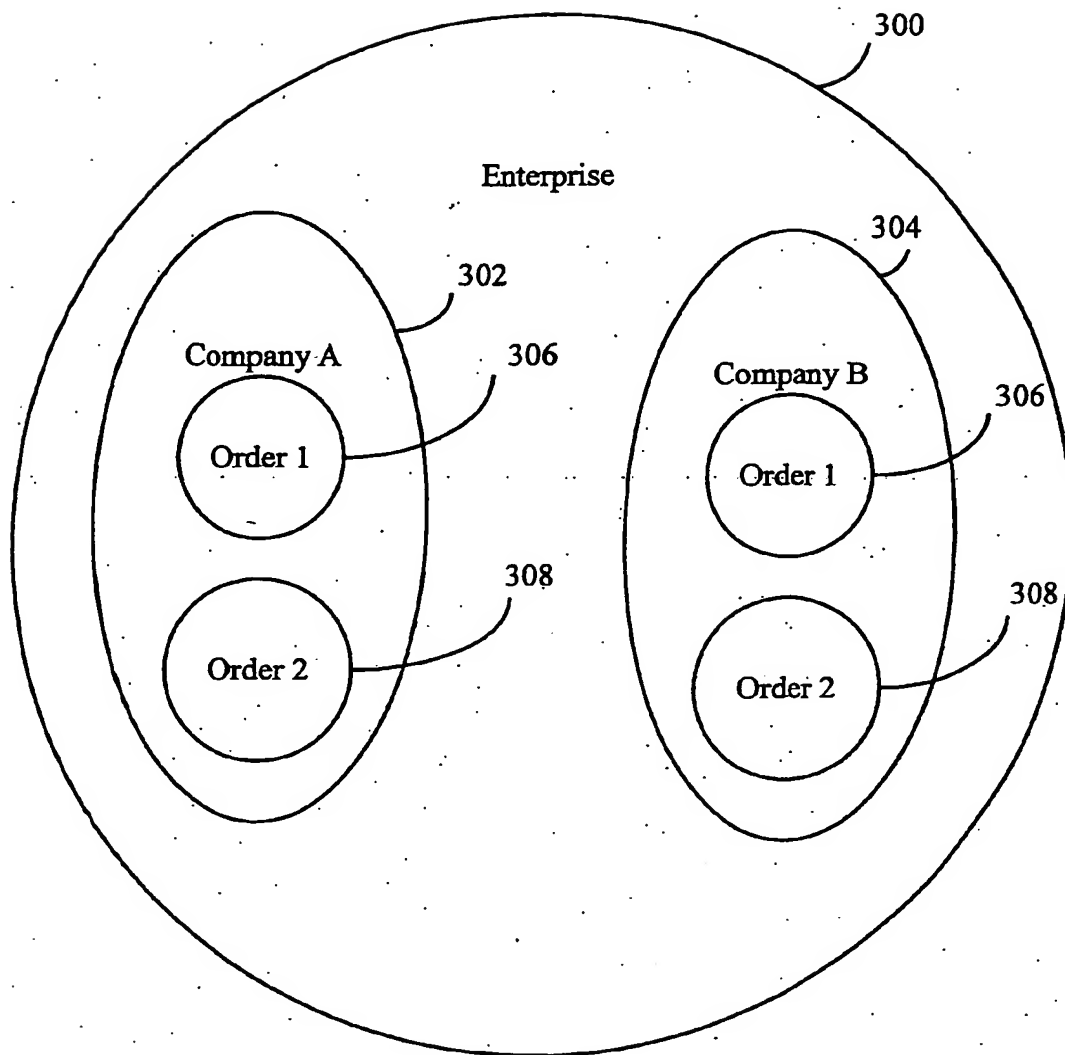 300
Enterprise
304
302
Company A
306
Company B
306
Order 1
Order 1
308
308
Order 2
Order 2